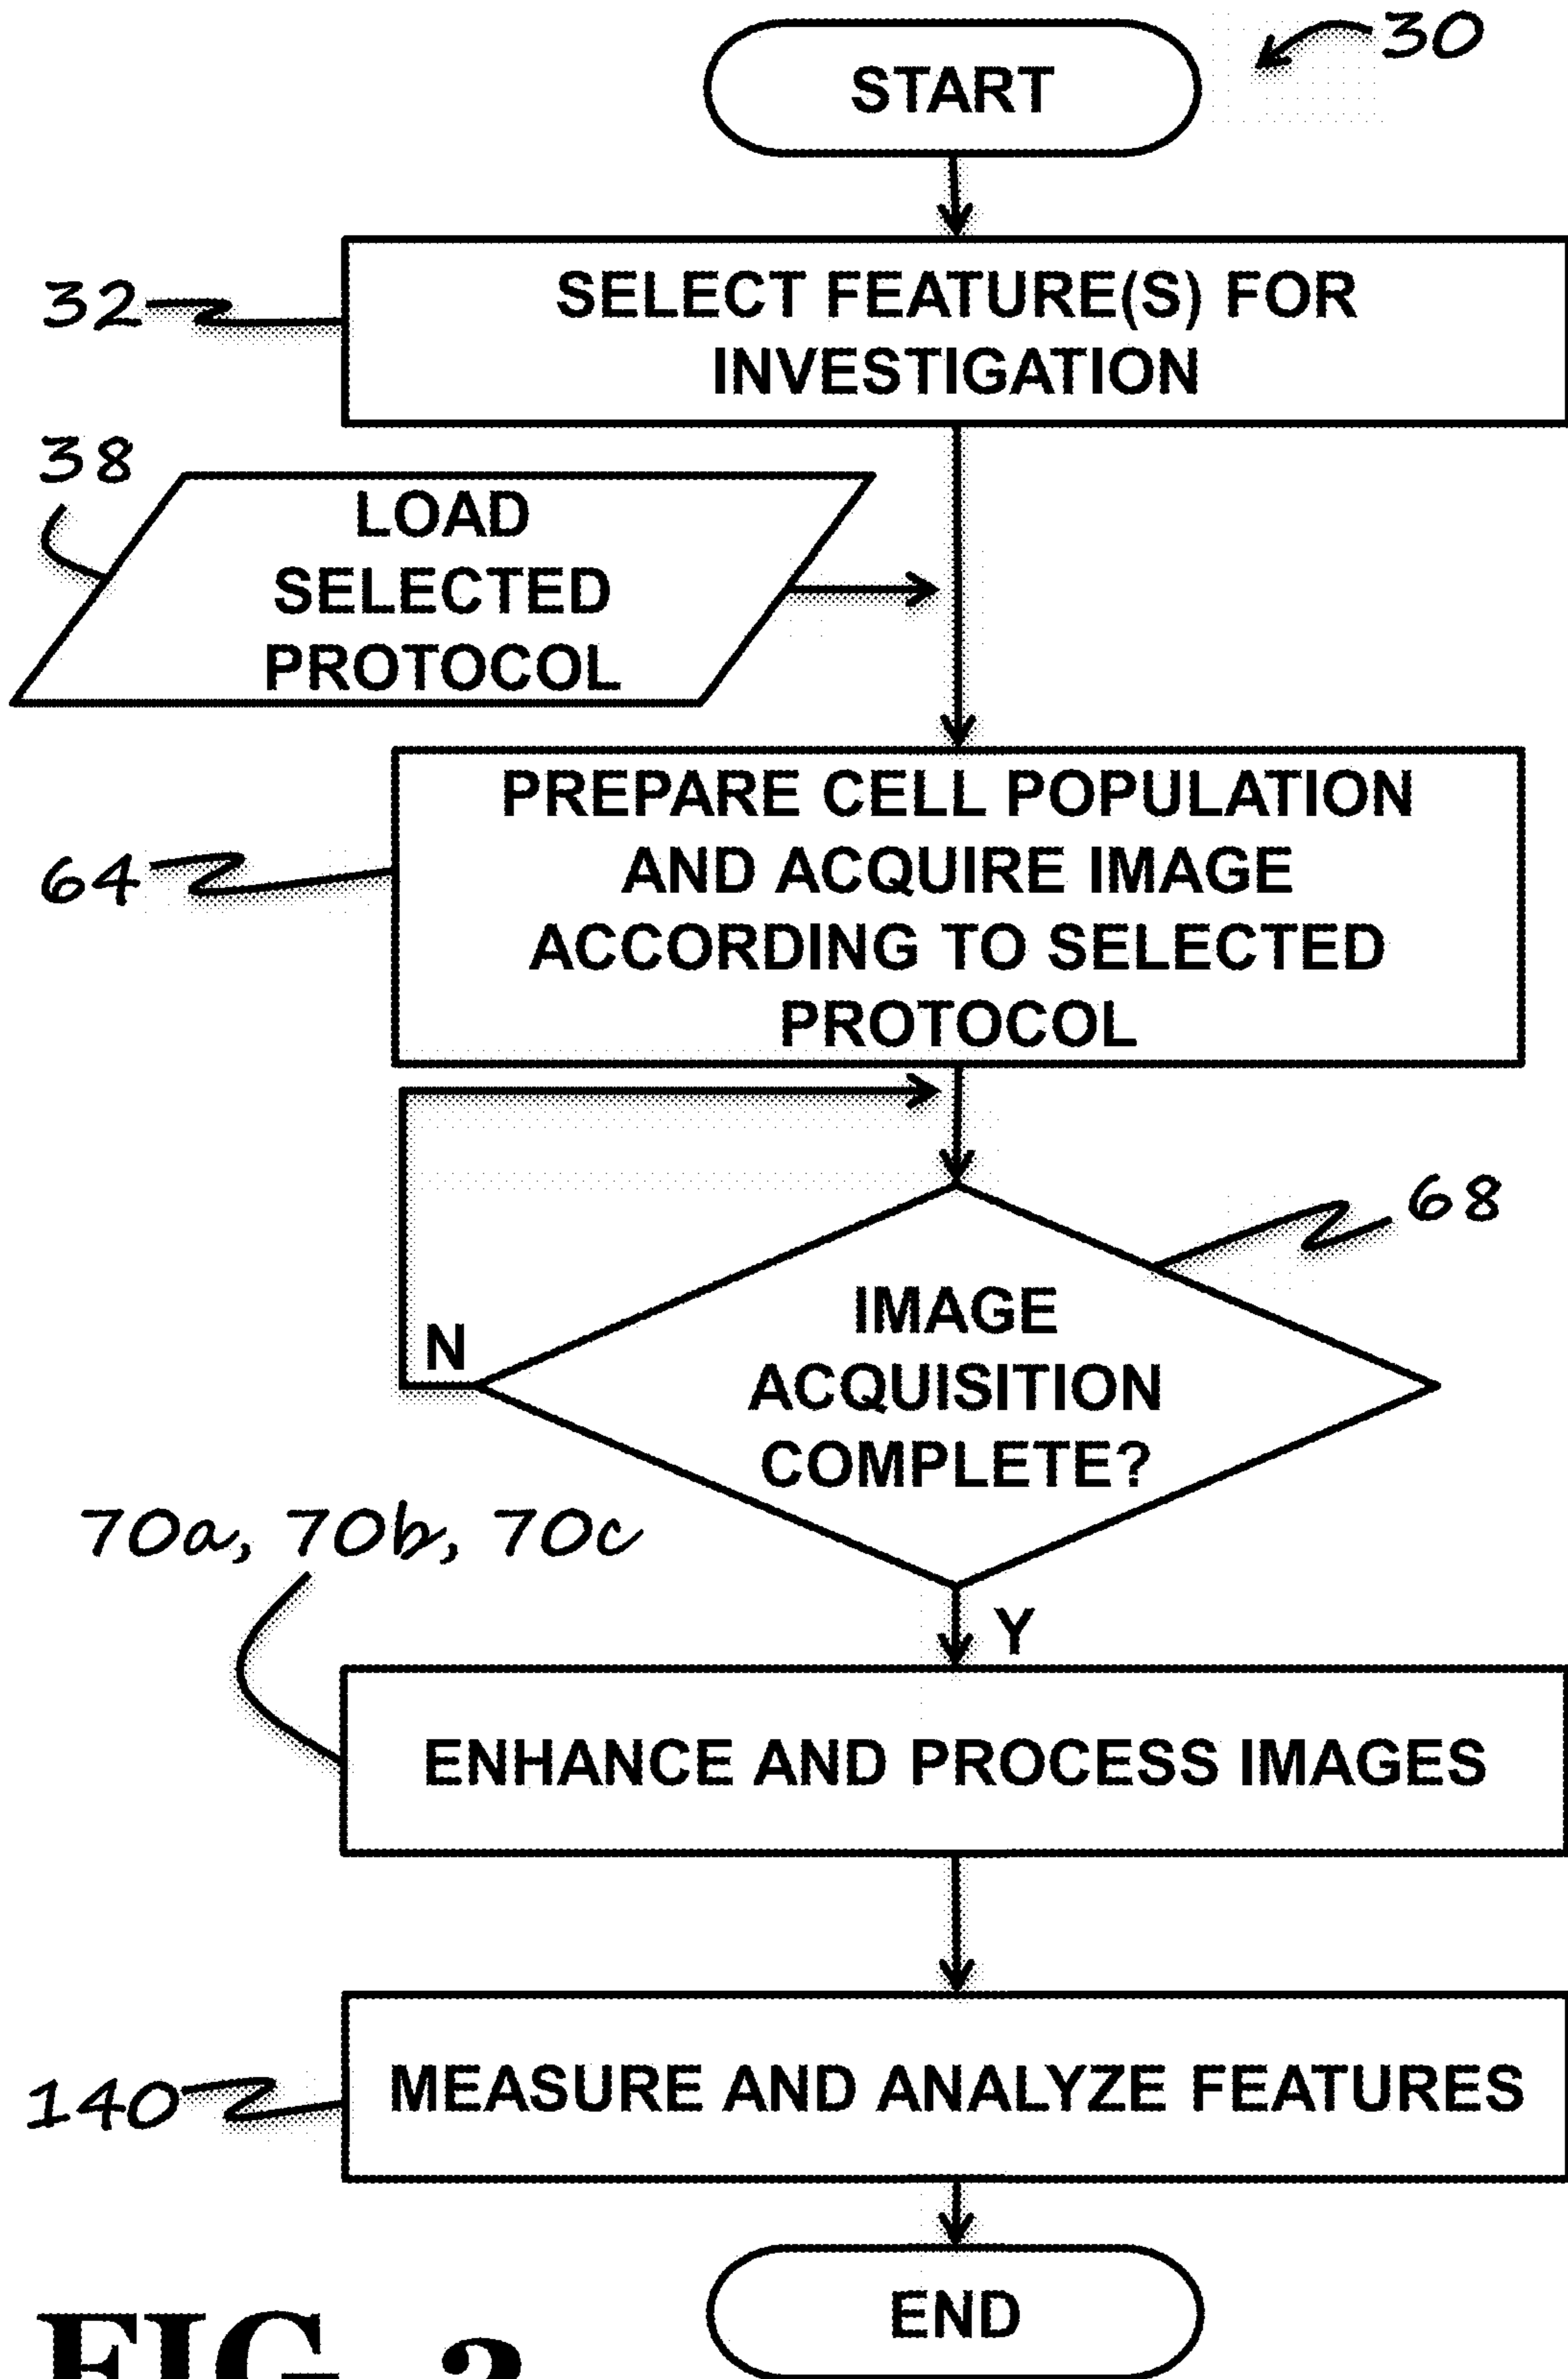 START
30
32
SELECT FEATURE(S) FOR
INVESTIGATION
38
LOAD
SELECTED
PROTOCOL
64
PREPARE CELL POPULATION
AND ACQUIRE IMAGE
ACCORDING TO SELECTED
PROTOCOL
68
IMAGE
ACQUISITION
COMPLETE?
N
70a, 70b, 70c
Y
ENHANCE AND PROCESS IMAGES
140
MEASURE AND ANALYZE FEATURES
END
FIG.